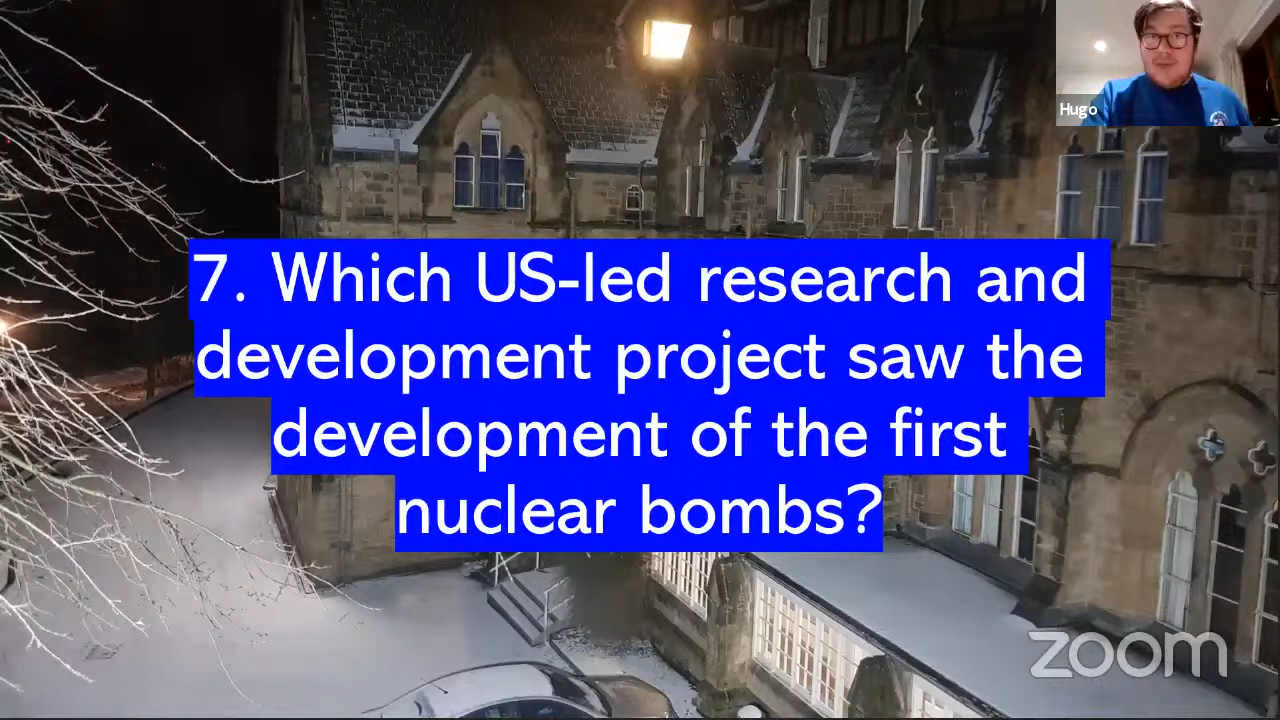 Hugo
7. Which US-led research and
development project saw the
development of the first
nuclear bombs?
zoom